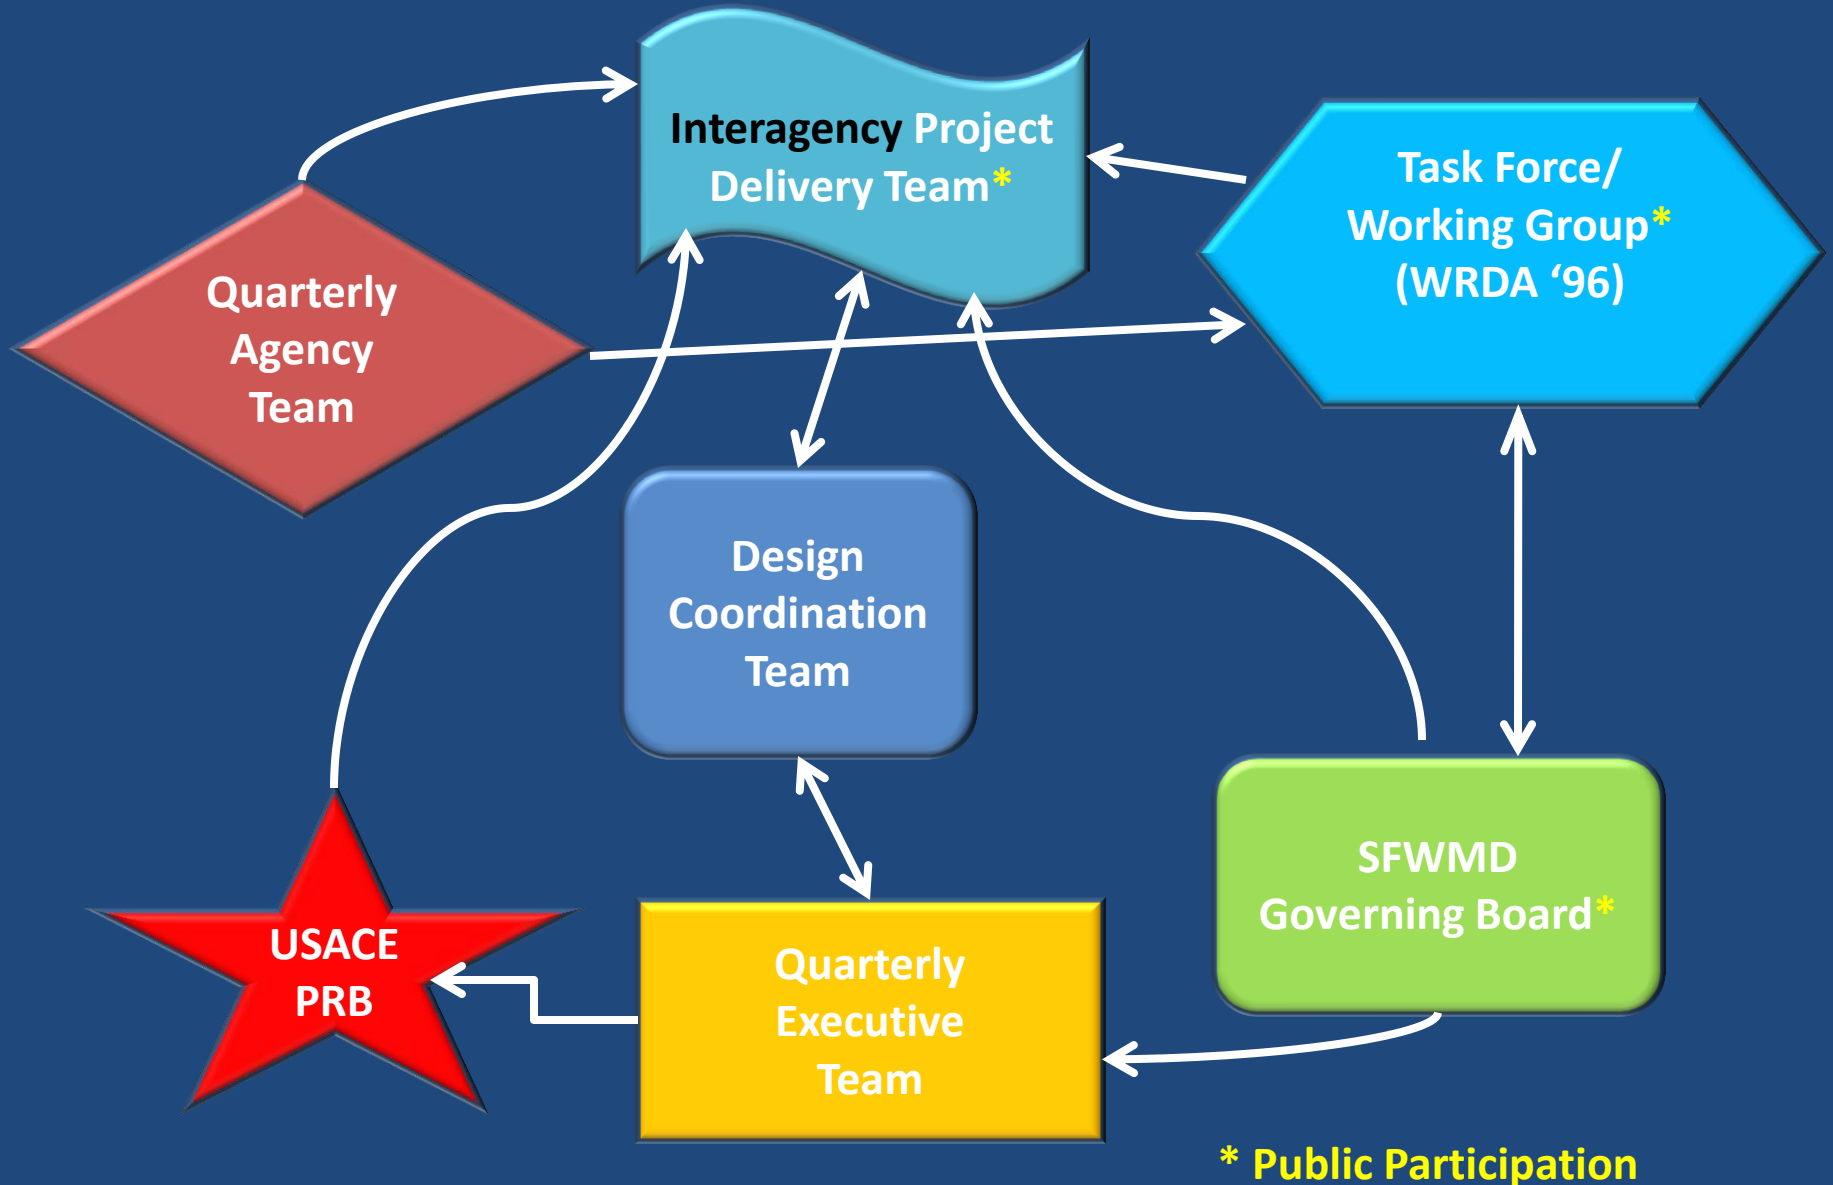 Interagency Project
Delivery Team*
Task Force/
Working Group*
(WRDA ‘96)
Quarterly
Agency
Team
Design
Coordination
Team
SFWMD
Governing Board*
USACE
PRB
Quarterly
Executive
Team
* Public Participation